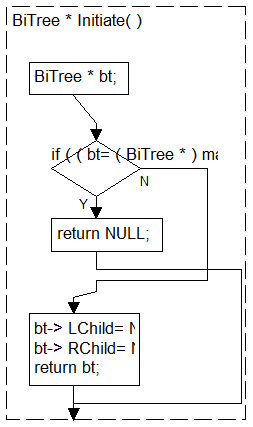 BiTree * Initiate( )
BiTree * bt;
if ( ( bt= ( BiTree * ) ma
N
Y
return NULL;
bt-> LChild= N
bt-> RChild= N
return bt;